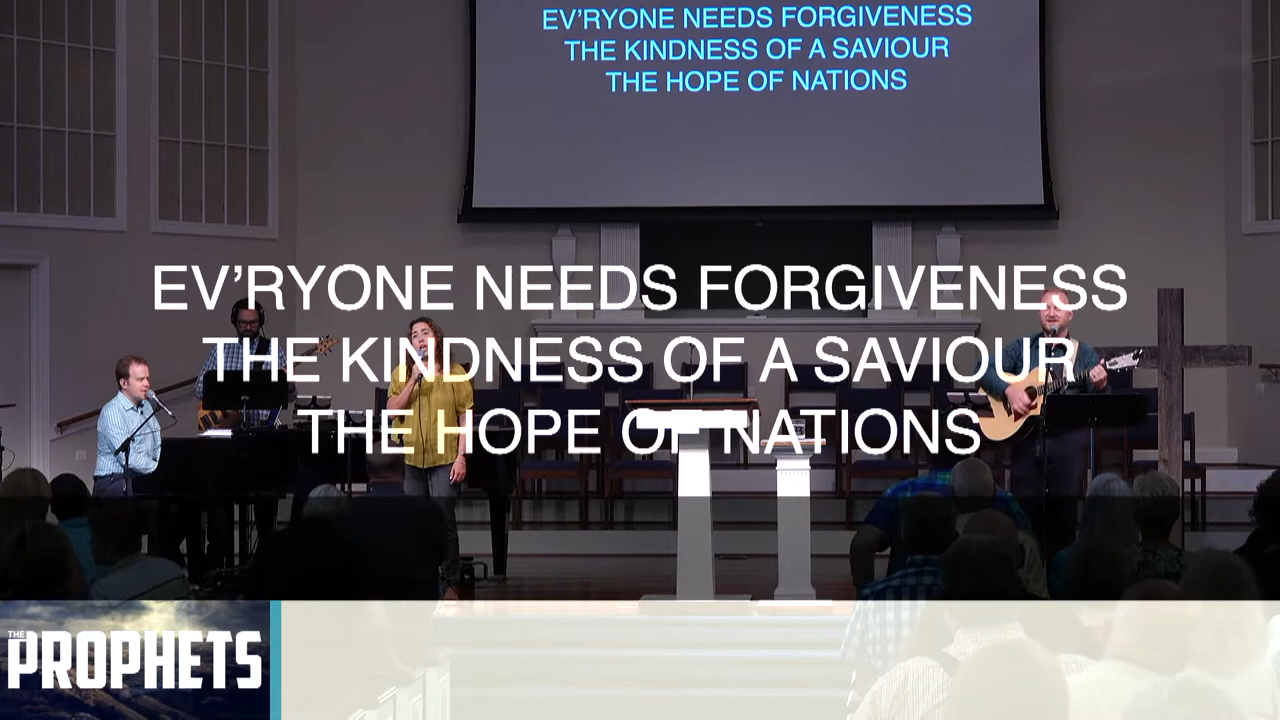 EV'RYONE NEEDS FORGIVENESS
THE KINDNESS OF A SAVIOUR
THE HOPE OF NATIONS
EV'RYONE NEEDS FORGIVENESS
THE KINDNESS OF A SAVIOUR
THE HOPE OF NATIONS
THE
PROPHETS